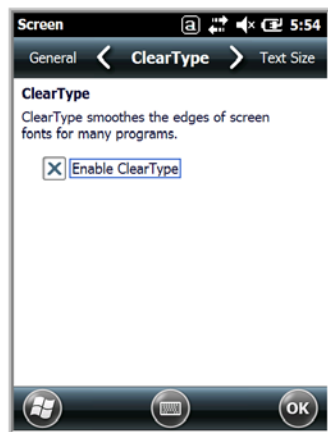 Screen a 5:54
General ClearType Text Size
ClearType
ClearType smoothes the edges of screen
fonts for many programs.
Enable ClearType
OK